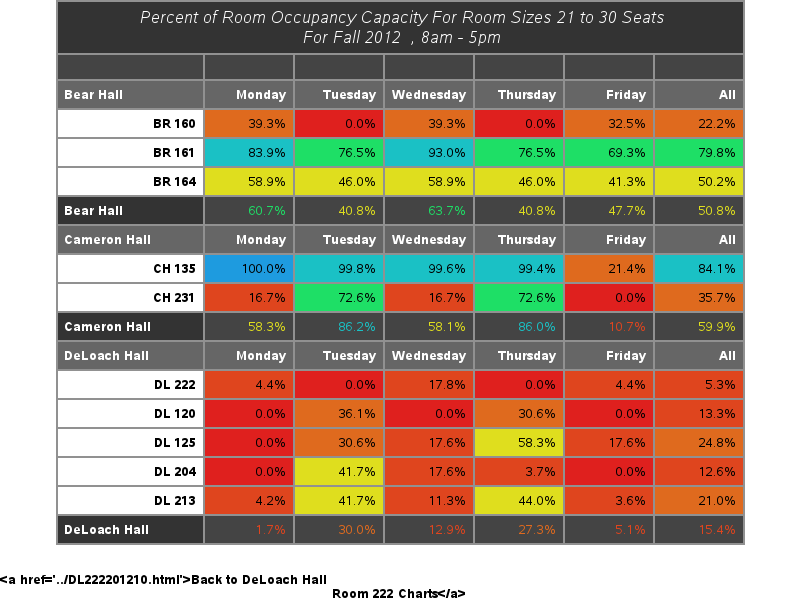 Percent of Room Occupancy Capacity For Room Sizes 21 to 30 Seats
For Fall 2012 , 8am - 5pm
Bear Hall Monday Tuesday Wednesday Thursday Friday All
BR 160 39.3% 0.0% 39.3% 0.0% 32.5% 22.2%
BR 161 83.9% 76.5% 93.0% 76.5% 69.3% 79.8%
BR 164 58.9% 46.0% 58.9% 46.0% 41.3% 50.2%
Bear Hall 60.7% 40.8% 63.7% 40.8% 47.7% 50.8%
Cameron Hall Monday Tuesday Wednesday Thursday Friday All
CH 135 100.0% 99.8% 99.6% 99.4% 21.4% 84.1%
CH 231 16.7% 72.6% 16.7% 72.6% 0.0% 35.7%
Cameron Hall 58.3% 86.2% 58.1% 86.0% 10.7% 59.9%
DeLoach Hall Monday Tuesday Wednesday Thursday Friday All
DL 222 4.4% 0.0% 17.8% 0.0% 4.4% 5.3%
DL 120 0.0% 36.1% 0.0% 30.6% 0.0% 13.3%
DL 125 0.0% 30.6% 17.6% 58.3% 17.6% 24.8%
DL 204 0.0% 41.7% 17.6% 3.7% 0.0% 12.6%
DL 213 4.2% 41.7% 11.3% 44.0% 3.6% 21.0%
DeLoach Hall 1.7% 30.0% 12.9% 27.3% 5.1% 15.4%
<a href='../DL222201210.html'>Back to DeLoach Hall
Room 222 Charts</a>